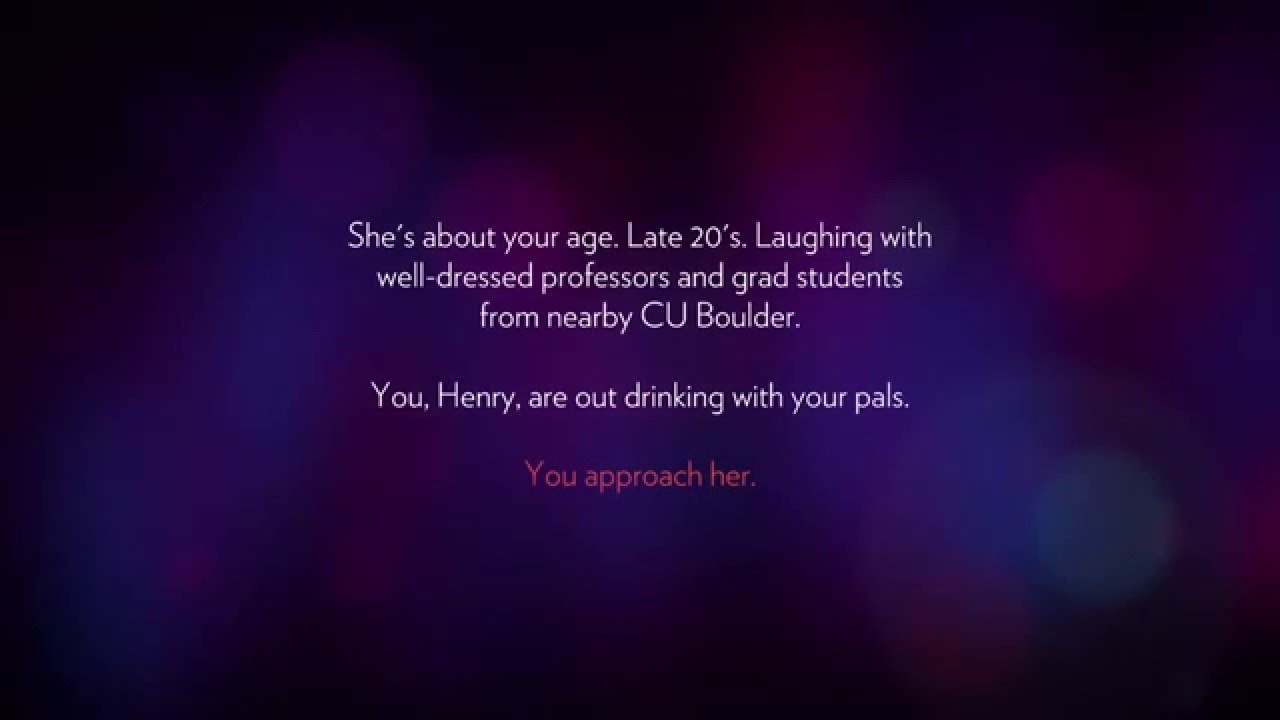 She's about your age. Late 20's. Laughing with
well-dressed professors and grad students
from nearby CU Boulder.
You, Henry, are out drinking with your pals.
You approach her.